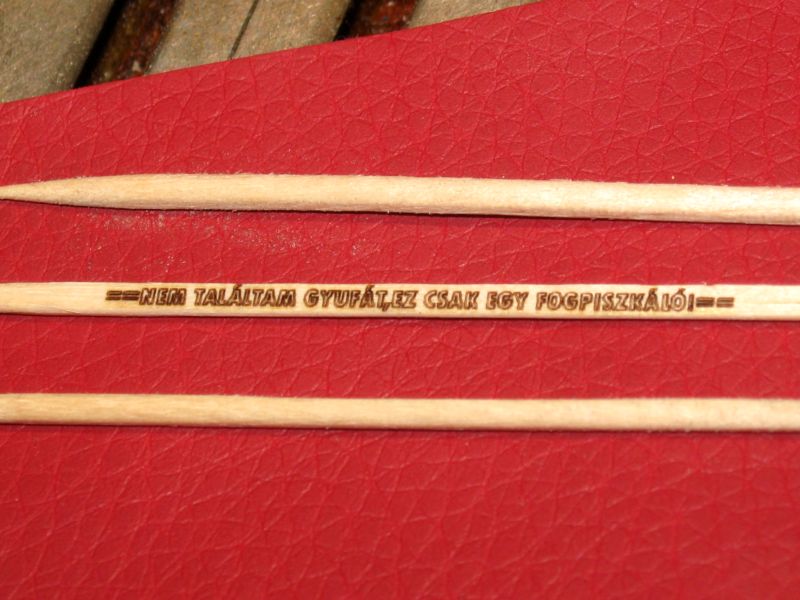 ==NEM TALÁLTAM GYUFÁT,EZ CSAK EGY FOGPISZKÁLÓ!==